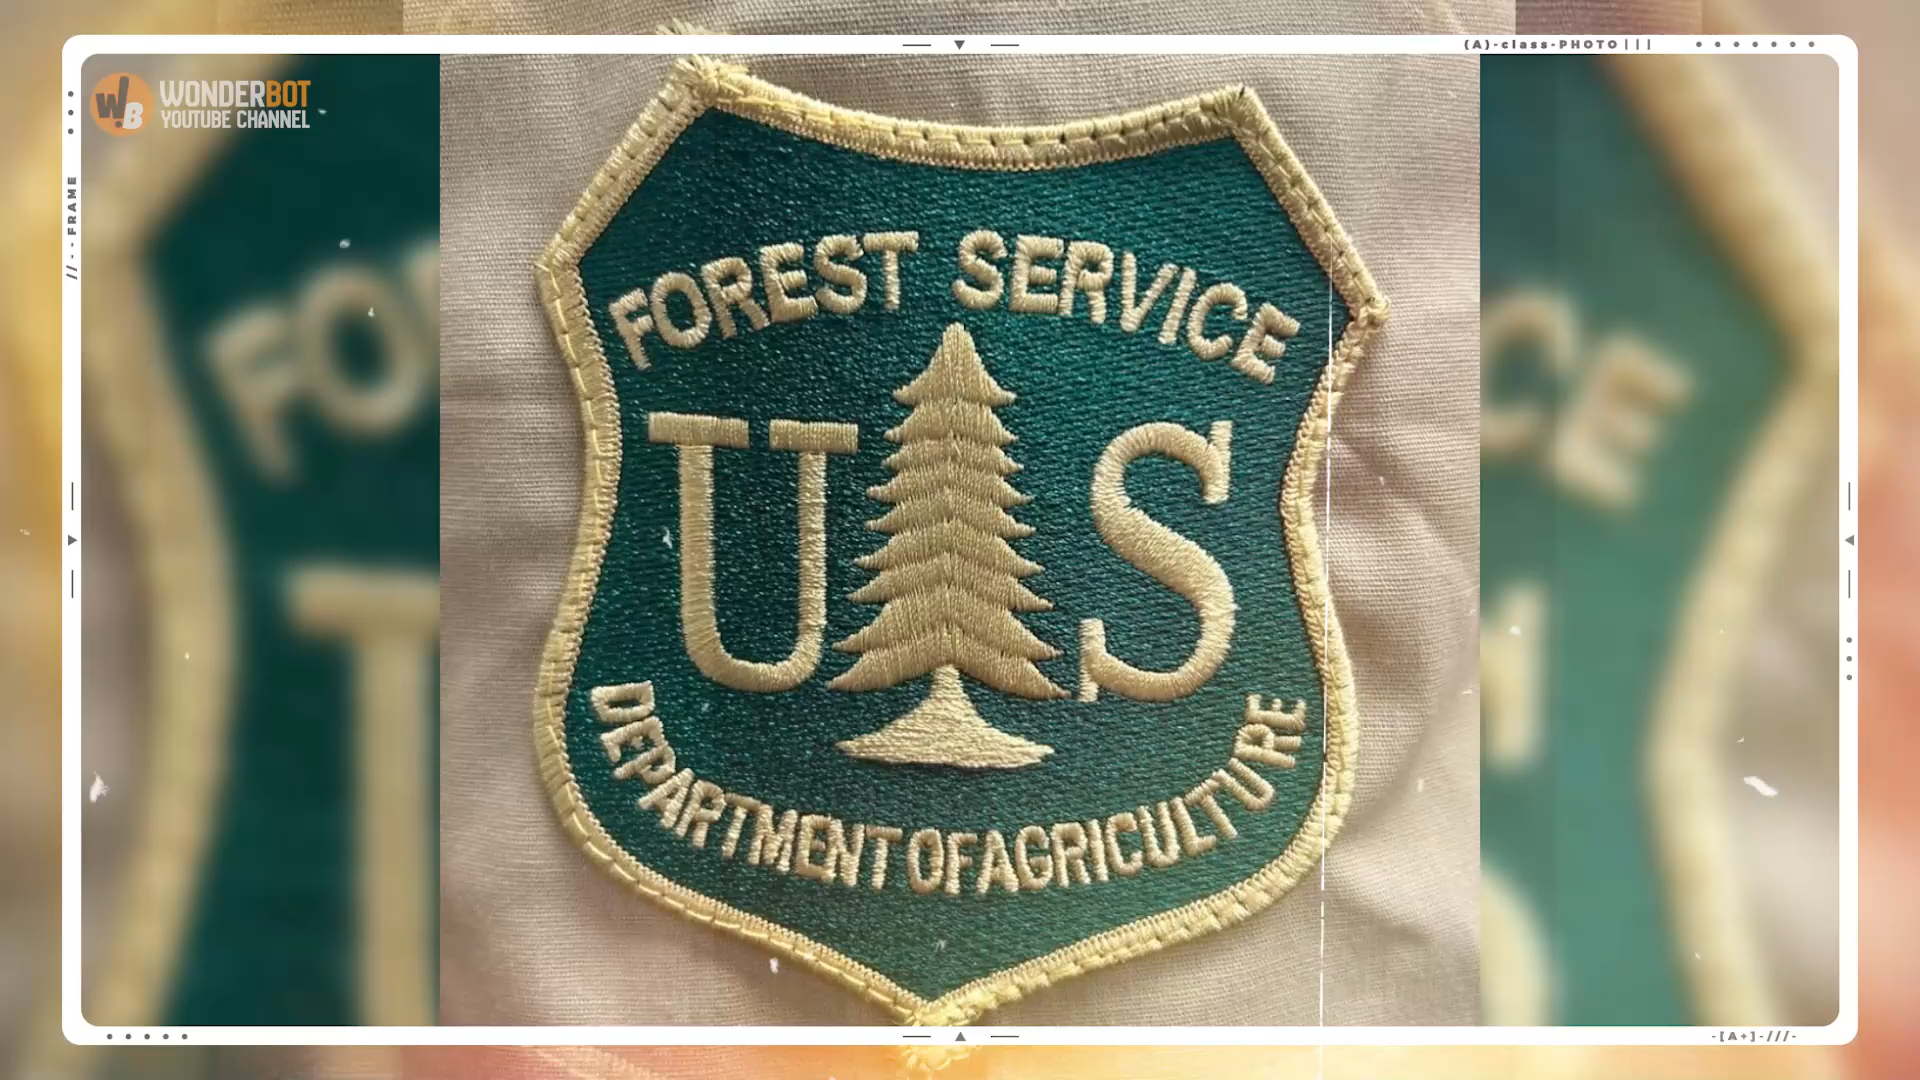 (A)-class-PHOTO |||
WONDERBOT
YOUTUBE CHANNEL
//-- FRAME
FOREST SERVICE
U S
DEPARTMENT OF AGRICULTURE
-[A+]-///-